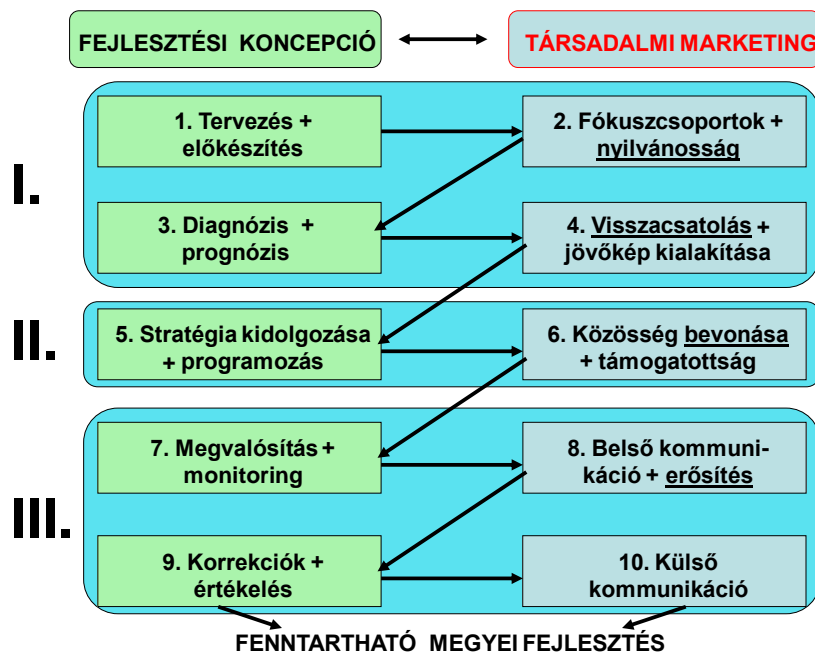 FEJLESZTÉSI KONCEPCIÓ
TÁRSADALMI MARKETING
I.
1. Tervezés +
előkészítés
2. Fókuszcsoportok +
nyilvánosság
3. Diagnózis +
prognózis
4. Visszacsatolás +
jövőkép kialakítása
II.
5. Stratégia kidolgozása
+ programozás
6. Közösség bevonása
+ támogatottság
III.
7. Megvalósítás +
monitoring
8. Belső kommuni-
káció + erősítés
9. Korrekciók +
értékelés
10. Külső
kommunikáció
FENNTARTHATÓ MEGYEI FEJLESZTÉS